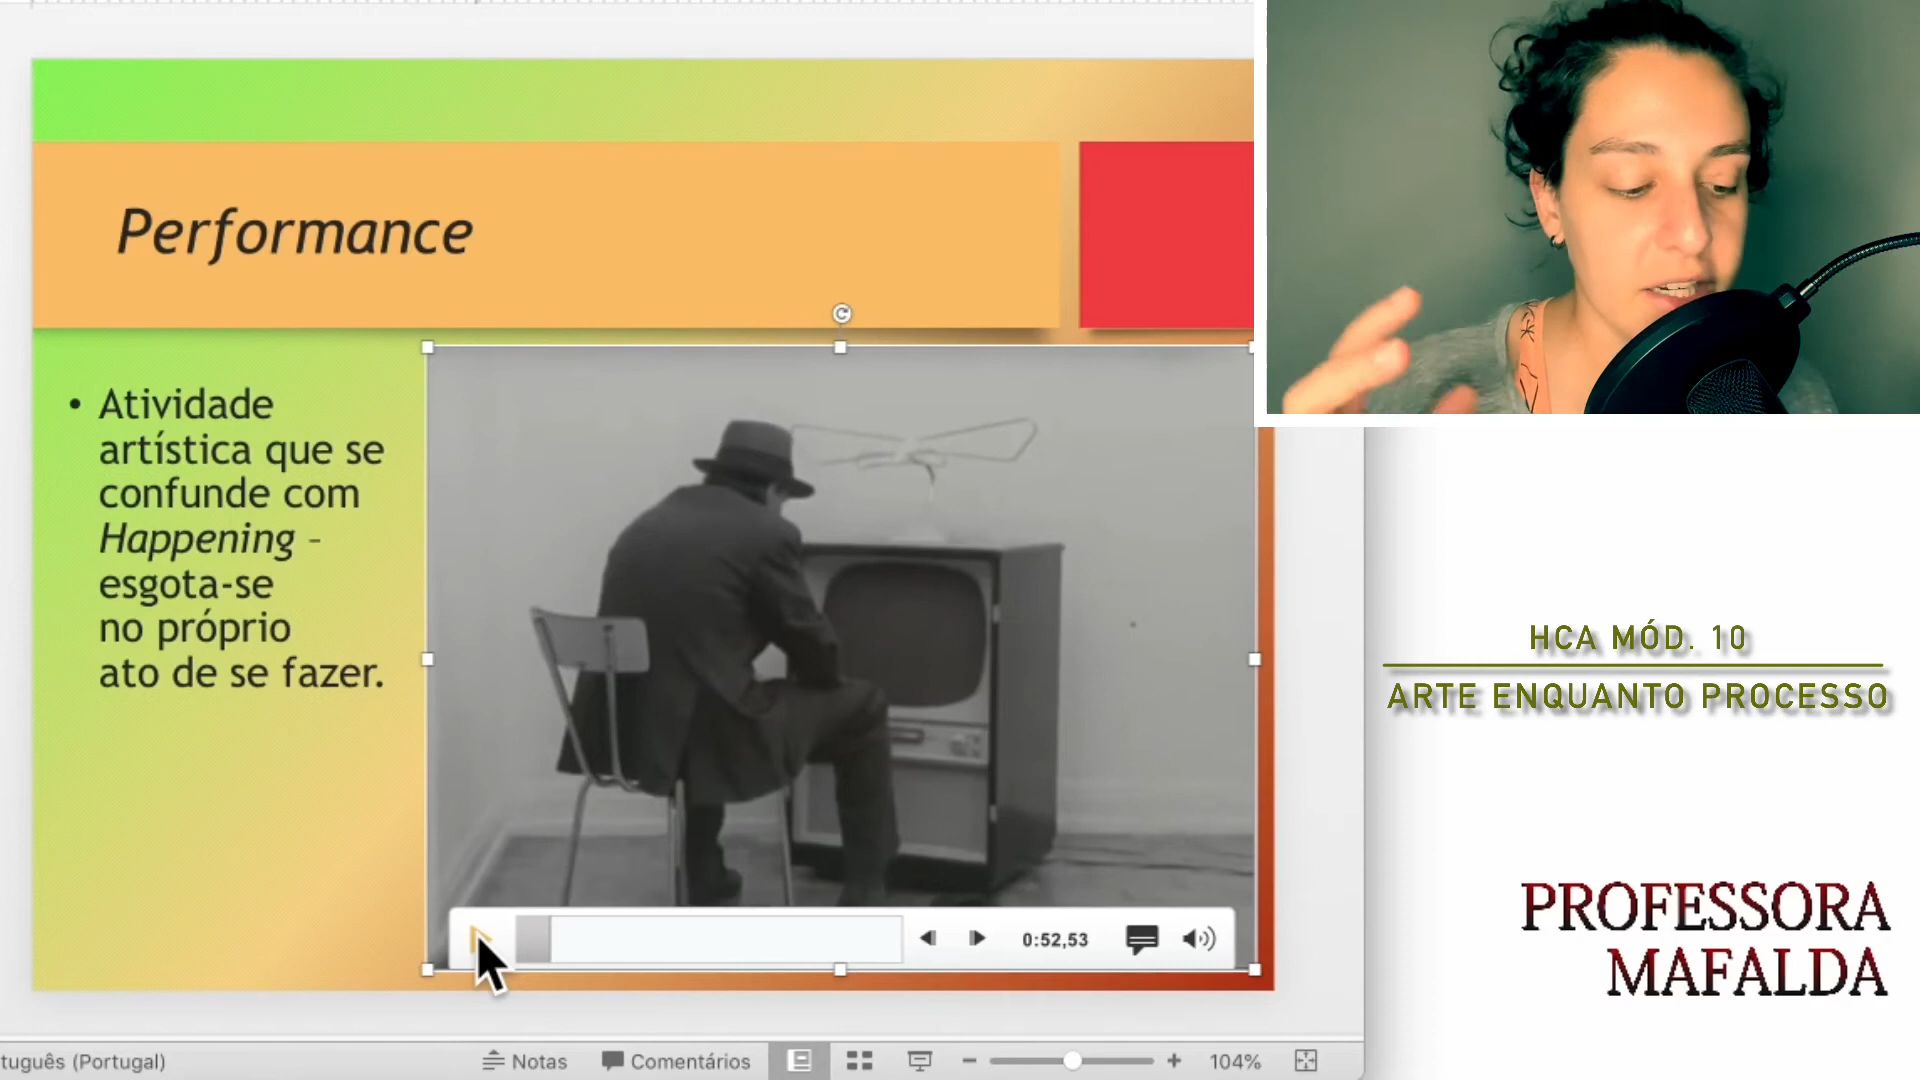 Performance
• Atividade
artística que se
confunde com
Happening –
esgota-se
no próprio
ato de se fazer.
0:52,53
HCA MÓD. 10
ARTE ENQUANTO PROCESSO
PROFESSORA
MAFALDA
tuguês (Portugal)
Notas
Comentários
104%